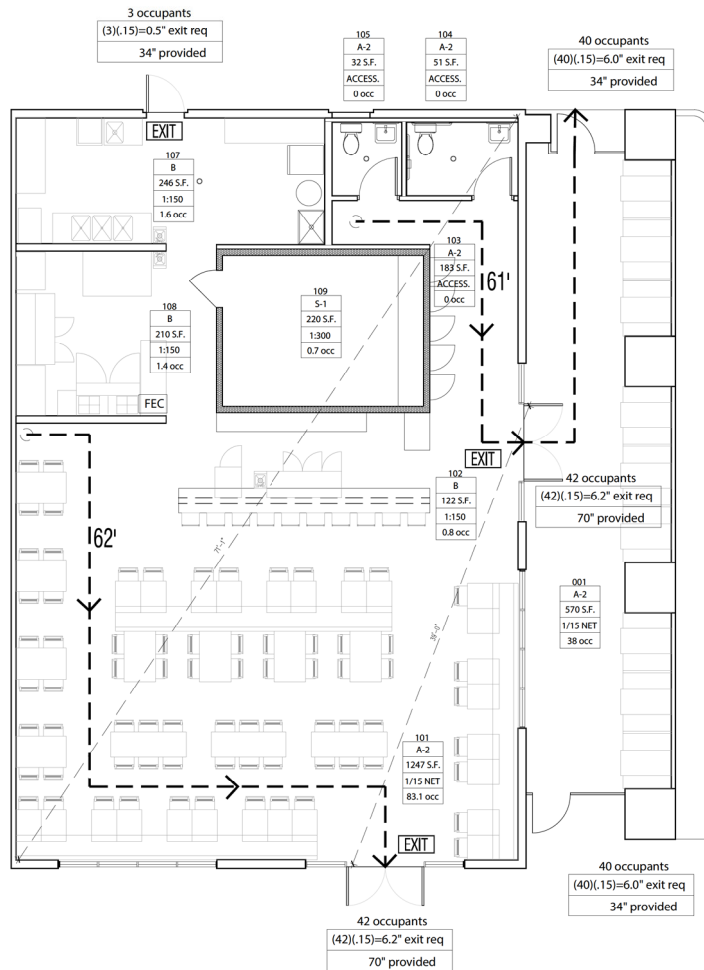 3 occupants
(3)(.15)=0.5" exit req
34" provided
105
A-2
32 S.F.
ACCESS.
0 occ
104
A-2
51 S.F.
ACCESS.
0 occ
40 occupants
(40)(.15)=6.0" exit req
34" provided
EXIT
107
B
246 S.F.
1:150
1.6 occ
103
A-2
183 S.F.
ACCESS.
0 occ
61'
109
S-1
220 S.F.
1:300
0.7 occ
108
B
210 S.F.
1:150
1.4 occ
FEC
EXIT
102
B
122 S.F.
1:150
0.8 occ
42 occupants
(42)(.15)=6.2" exit req
70" provided
62'
71'-1"
001
A-2
570 S.F.
1/15 NET
38 occ
101
A-2
1247 S.F.
1/15 NET
83.1 occ
EXIT
40 occupants
(40)(.15)=6.0" exit req
34" provided
42 occupants
(42)(.15)=6.2" exit req
70" provided